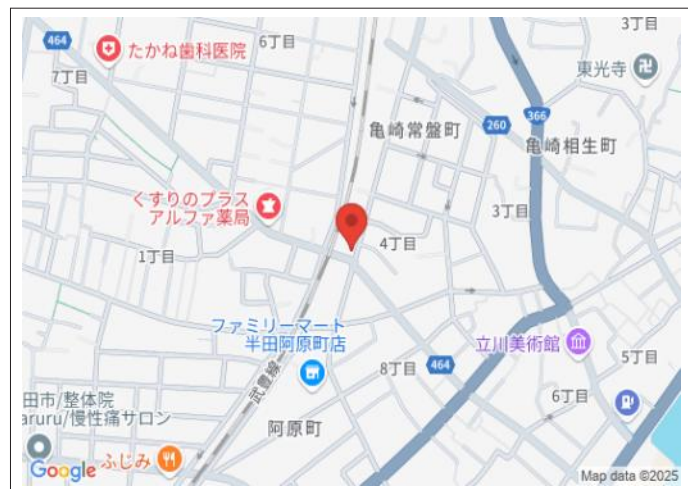 3丁目
464
たかね歯科医院
6丁目
東光寺
7丁目
366
260
亀崎常盤町
亀崎相生町
くすりのプラス
アルファ薬局
3丁目
4丁目
1丁目
ファミリーマート
半田阿原町店
立川美術館
5丁目
464
8丁目
武豊線
6丁目
田市/整体院
aruru/慢性痛サロン
阿原町
ふじみ
Google
Map data ©2025